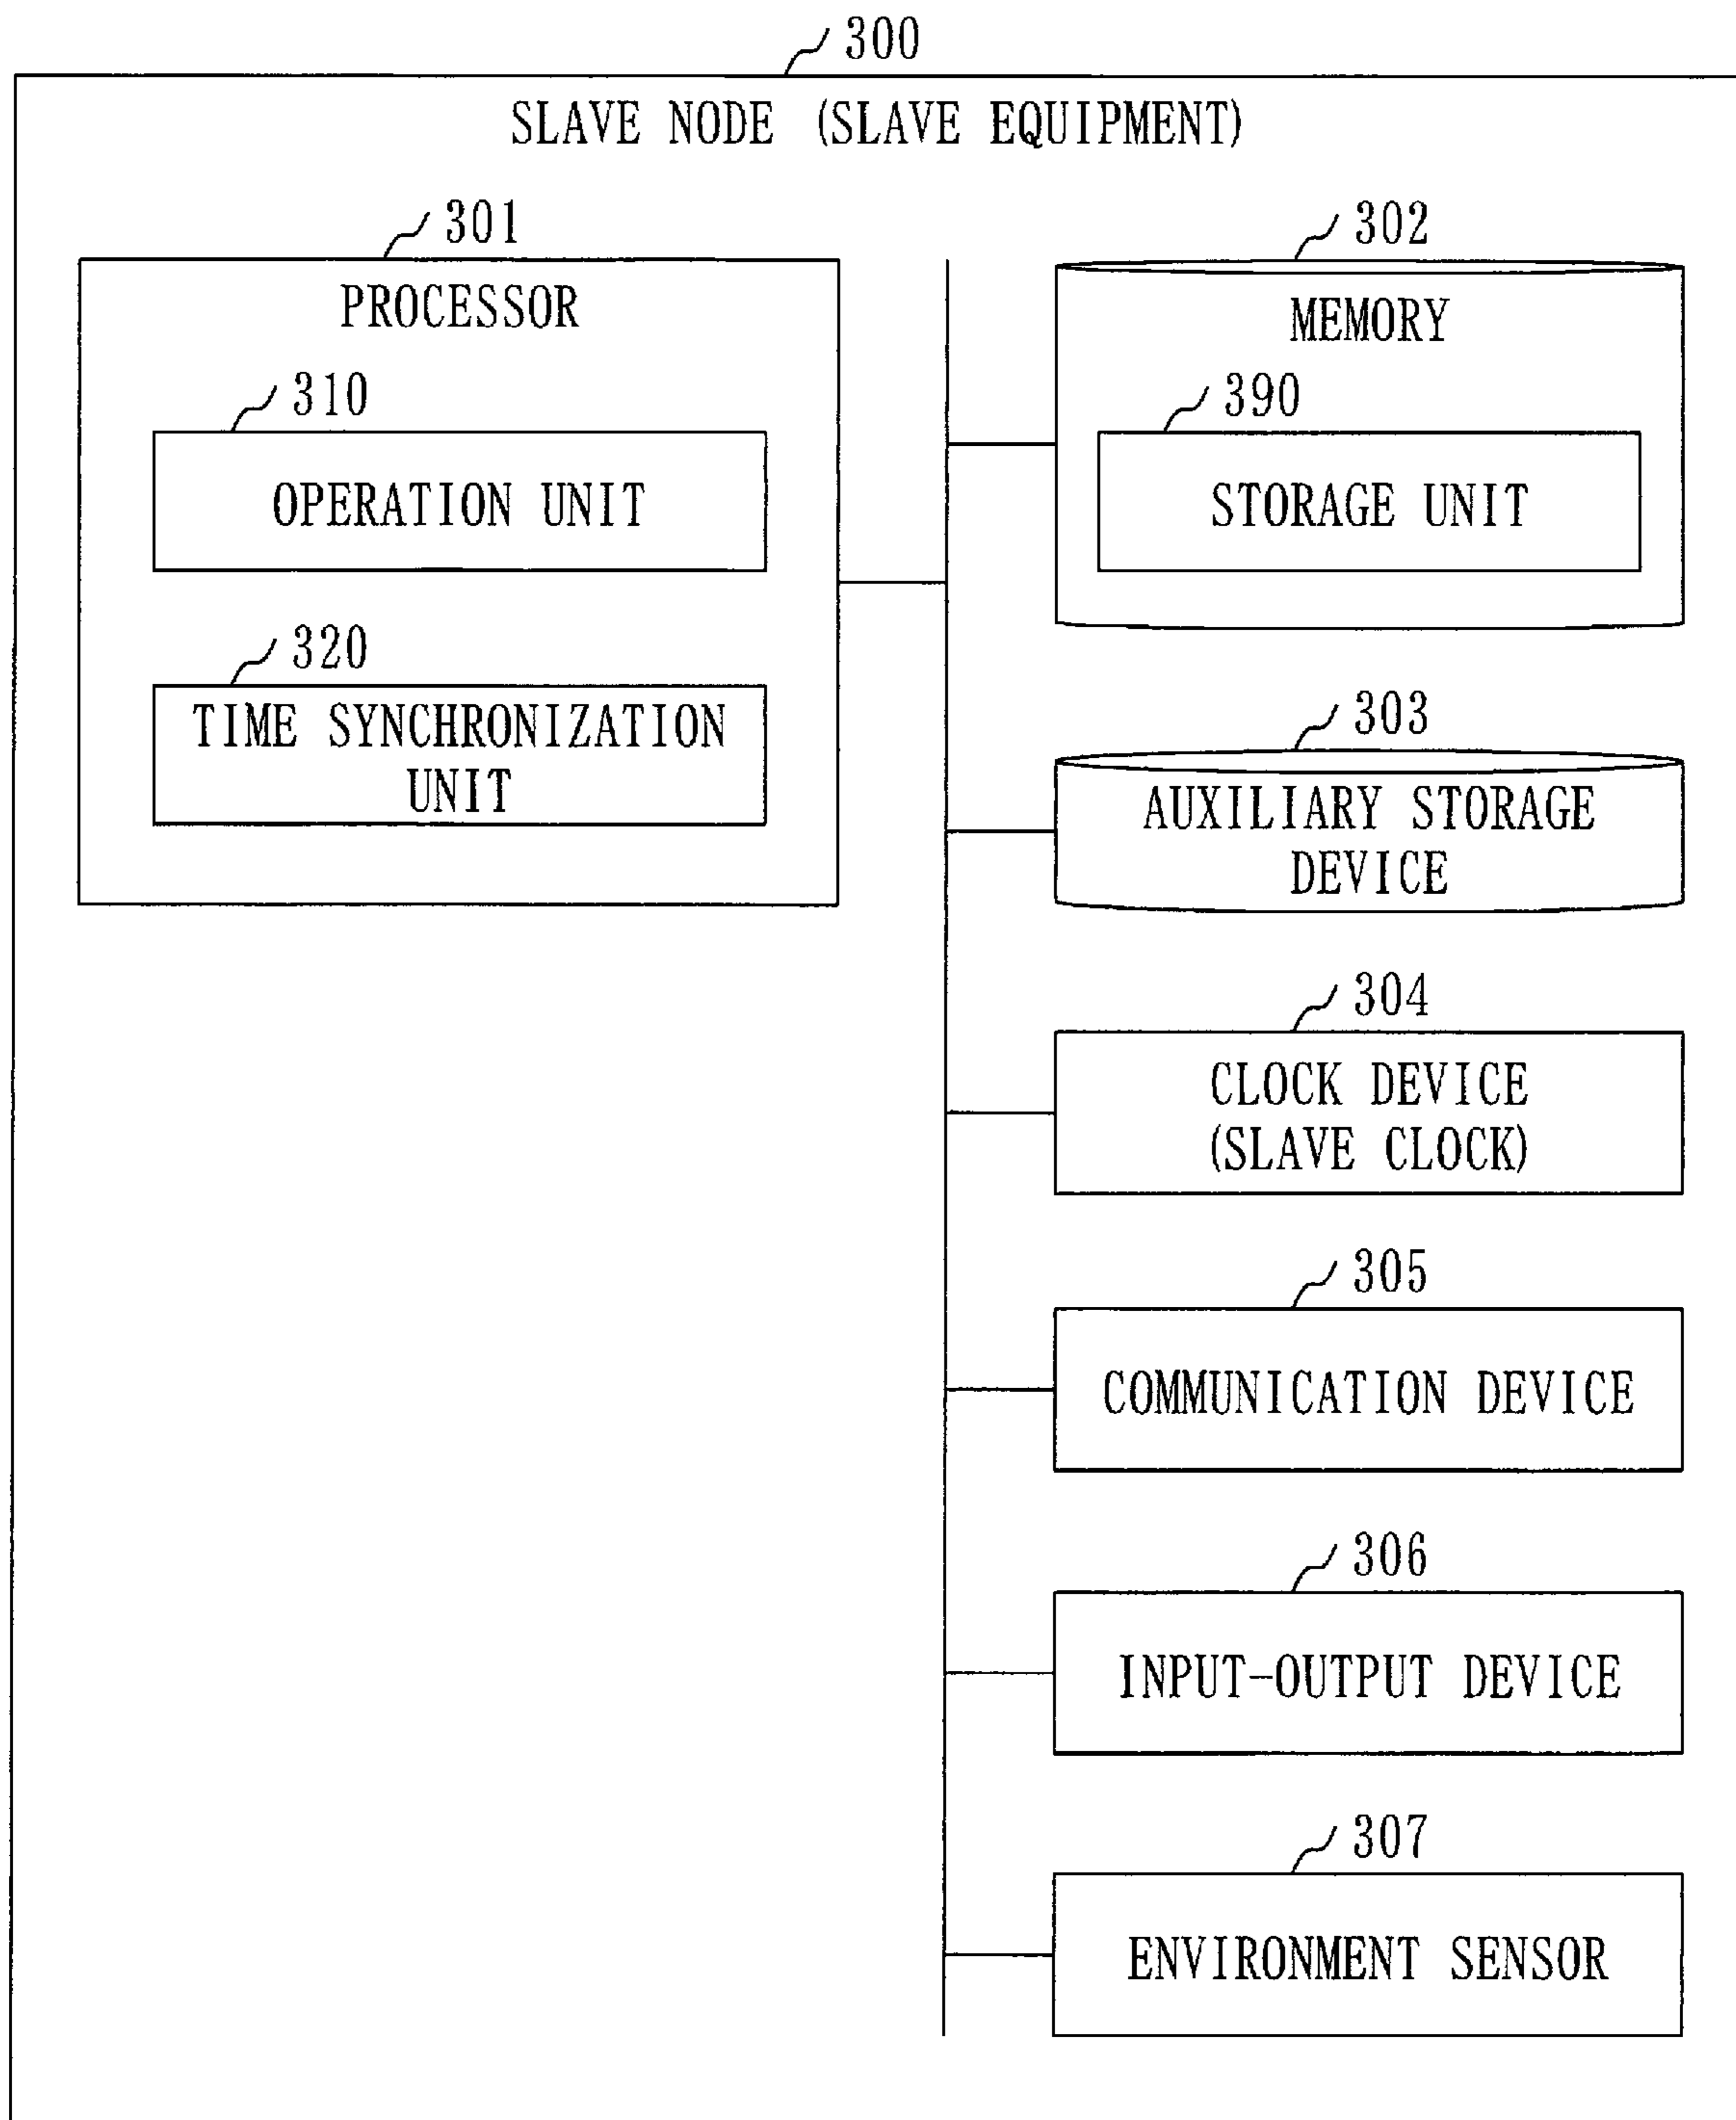 300
SLAVE NODE (SLAVE EQUIPMENT)
301
PROCESSOR
310
OPERATION UNIT
320
TIME SYNCHRONIZATION
UNIT
302
MEMORY
390
STORAGE UNIT
303
AUXILIARY STORAGE
DEVICE
304
CLOCK DEVICE
(SLAVE CLOCK)
305
COMMUNICATION DEVICE
306
INPUT-OUTPUT DEVICE
307
ENVIRONMENT SENSOR